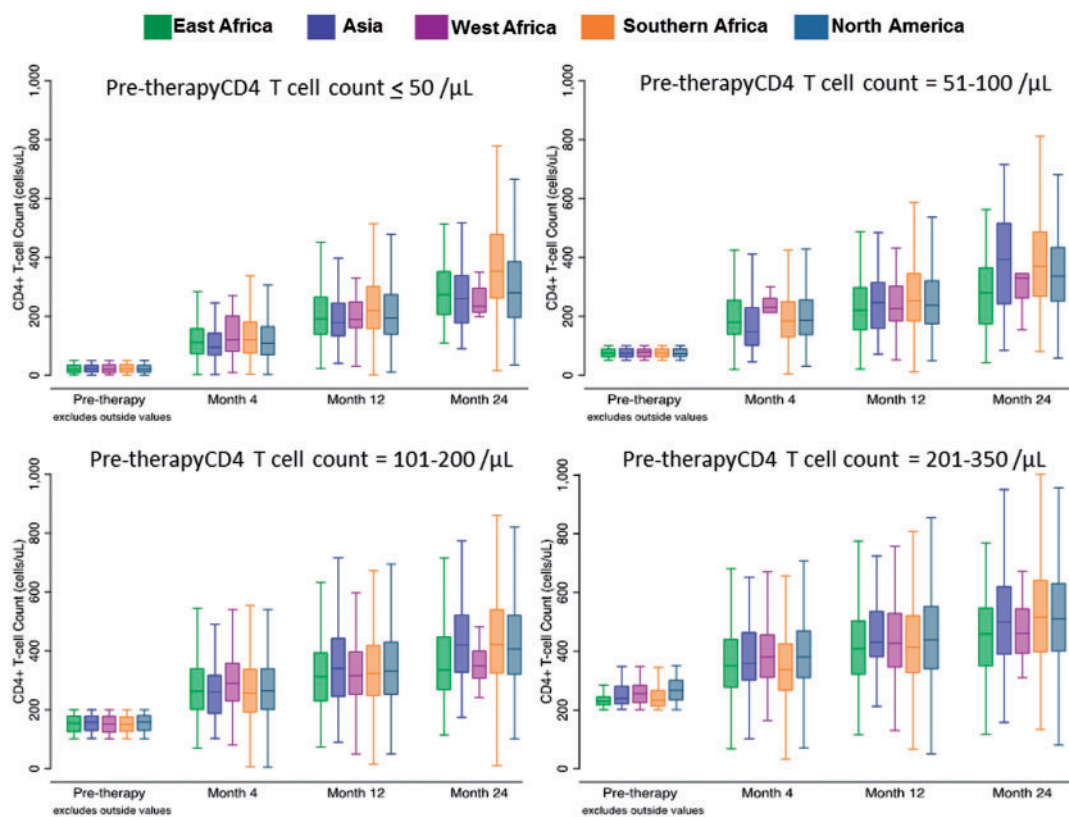 East Africa Asia West Africa Southern Africa North America
Pre-therapyCD4 T cell count ≤ 50 /µL
CD4+ T-cell Count (cells/uL)
1,000
800
600
400
200
0
Pre-therapy Month 4 Month 12 Month 24
excludes outside values
Pre-therapyCD4 T cell count = 51-100 /µL
CD4+ T-cell Count (cells/uL)
1,000
800
600
400
200
0
Pre-therapy Month 4 Month 12 Month 24
excludes outside values
Pre-therapyCD4 T cell count = 101-200 /µL
CD4+ T-cell Count (cells/uL)
1,000
800
600
400
200
0
Pre-therapy Month 4 Month 12 Month 24
excludes outside values
Pre-therapyCD4 T cell count = 201-350 /µL
CD4+ T-cell Count (cells/uL)
1,000
800
600
400
200
0
Pre-therapy Month 4 Month 12 Month 24
excludes outside values